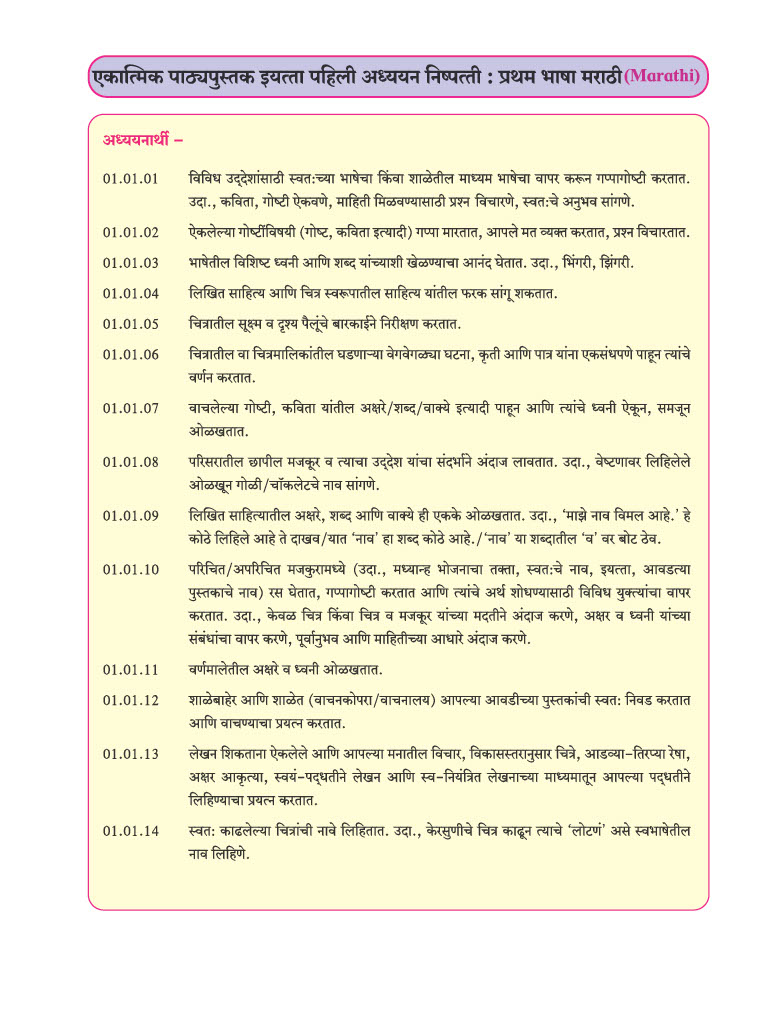 एकात्मिक पाठ्यपुस्तक इयत्ता पहिली अध्ययन निष्पत्ती : प्रथम भाषा मराठी (Marathi)
अध्ययनार्थी –
01.01.01 विविध उद्‌देशांसाठी स्वत:च्या भाषेचा किंवा शाळेतील माध्यम भाषेचा वापर करून गप्पागोष्टी करतात.
उदा., कविता, गोष्टी ऐकवणे, माहिती मिळवण्यासाठी प्रश्न विचारणे, स्वत:चे अनुभव सांगणे.
01.01.02 ऐकलेल्या गोष्टींविषयी (गोष्ट, कविता इत्यादी) गप्पा मारतात, आपले मत व्यक्त करतात, प्रश्न विचारतात.
01.01.03 भाषेतील विशिष्ट ध्वनी आणि शब्द यांच्याशी खेळण्याचा आनंद घेतात. उदा., भिंगरी, झिंगरी.
01.01.04 लिखित साहित्य आणि चित्र स्वरूपातील साहित्य यांतील फरक सांगू शकतात.
01.01.05 चित्रातील सूक्ष्म व दृश्य पैलूंचे बारकाईने निरीक्षण करतात.
01.01.06 चित्रातील वा चित्रमालिकांतील घडणाऱ्या वेगवेगळ्या घटना, कृती आणि पात्र यांना एकसंधपणे पाहून त्यांचे
वर्णन करतात.
01.01.07 वाचलेल्या गोष्टी, कविता यांतील अक्षरे/शब्द/वाक्ये इत्यादी पाहून आणि त्यांचे ध्वनी ऐकून, समजून
ओळखतात.
01.01.08 परिसरातील छापील मजकूर व त्याचा उद्‌देश यांचा संदर्भाने अंदाज लावतात. उदा., वेष्टणावर लिहिलेले
ओळखून गोळी/चॉकलेटचे नाव सांगणे.
01.01.09 लिखित साहित्यातील अक्षरे, शब्द आणि वाक्ये ही एकके ओळखतात. उदा., ‘माझे नाव विमल आहे.’ हे
कोठे लिहिले आहे ते दाखव/यात ‘नाव’ हा शब्द कोठे आहे./‘नाव’ या शब्दातील ‘व’ वर बोट ठेव.
01.01.10 परिचित/अपरिचित मजकुरामध्ये (उदा., मध्यान्ह भोजनाचा तक्ता, स्वत:चे नाव, इयत्ता, आवडत्या
पुस्तकाचे नाव) रस घेतात, गप्पागोष्टी करतात आणि त्यांचे अर्थ शोधण्यासाठी विविध युक्त्यांचा वापर
करतात. उदा., केवळ चित्र किंवा चित्र व मजकूर यांच्या मदतीने अंदाज करणे, अक्षर व ध्वनी यांच्या
संबंधांचा वापर करणे, पूर्वानुभव आणि माहितीच्या आधारे अंदाज करणे.
01.01.11 वर्णमालेतील अक्षरे व ध्वनी ओळखतात.
01.01.12 शाळेबाहेर आणि शाळेत (वाचनकोपरा/वाचनालय) आपल्या आवडीच्या पुस्तकांची स्वत: निवड करतात
आणि वाचण्याचा प्रयत्न करतात.
01.01.13 लेखन शिकताना ऐकलेले आणि आपल्या मनातील विचार, विकासस्तरानुसार चित्रे, आडव्या-तिरप्या रेषा,
अक्षर आकृत्या, स्वयं-पद्‌धतीने लेखन आणि स्व-नियंत्रित लेखनाच्या माध्यमातून आपल्या पद्‌धतीने
लिहिण्याचा प्रयत्न करतात.
01.01.14 स्वत: काढलेल्या चित्रांची नावे लिहितात. उदा., केरसुणीचे चित्र काढून त्याचे ‘लोटणं’ असे स्वभाषेतील
नाव लिहिणे.